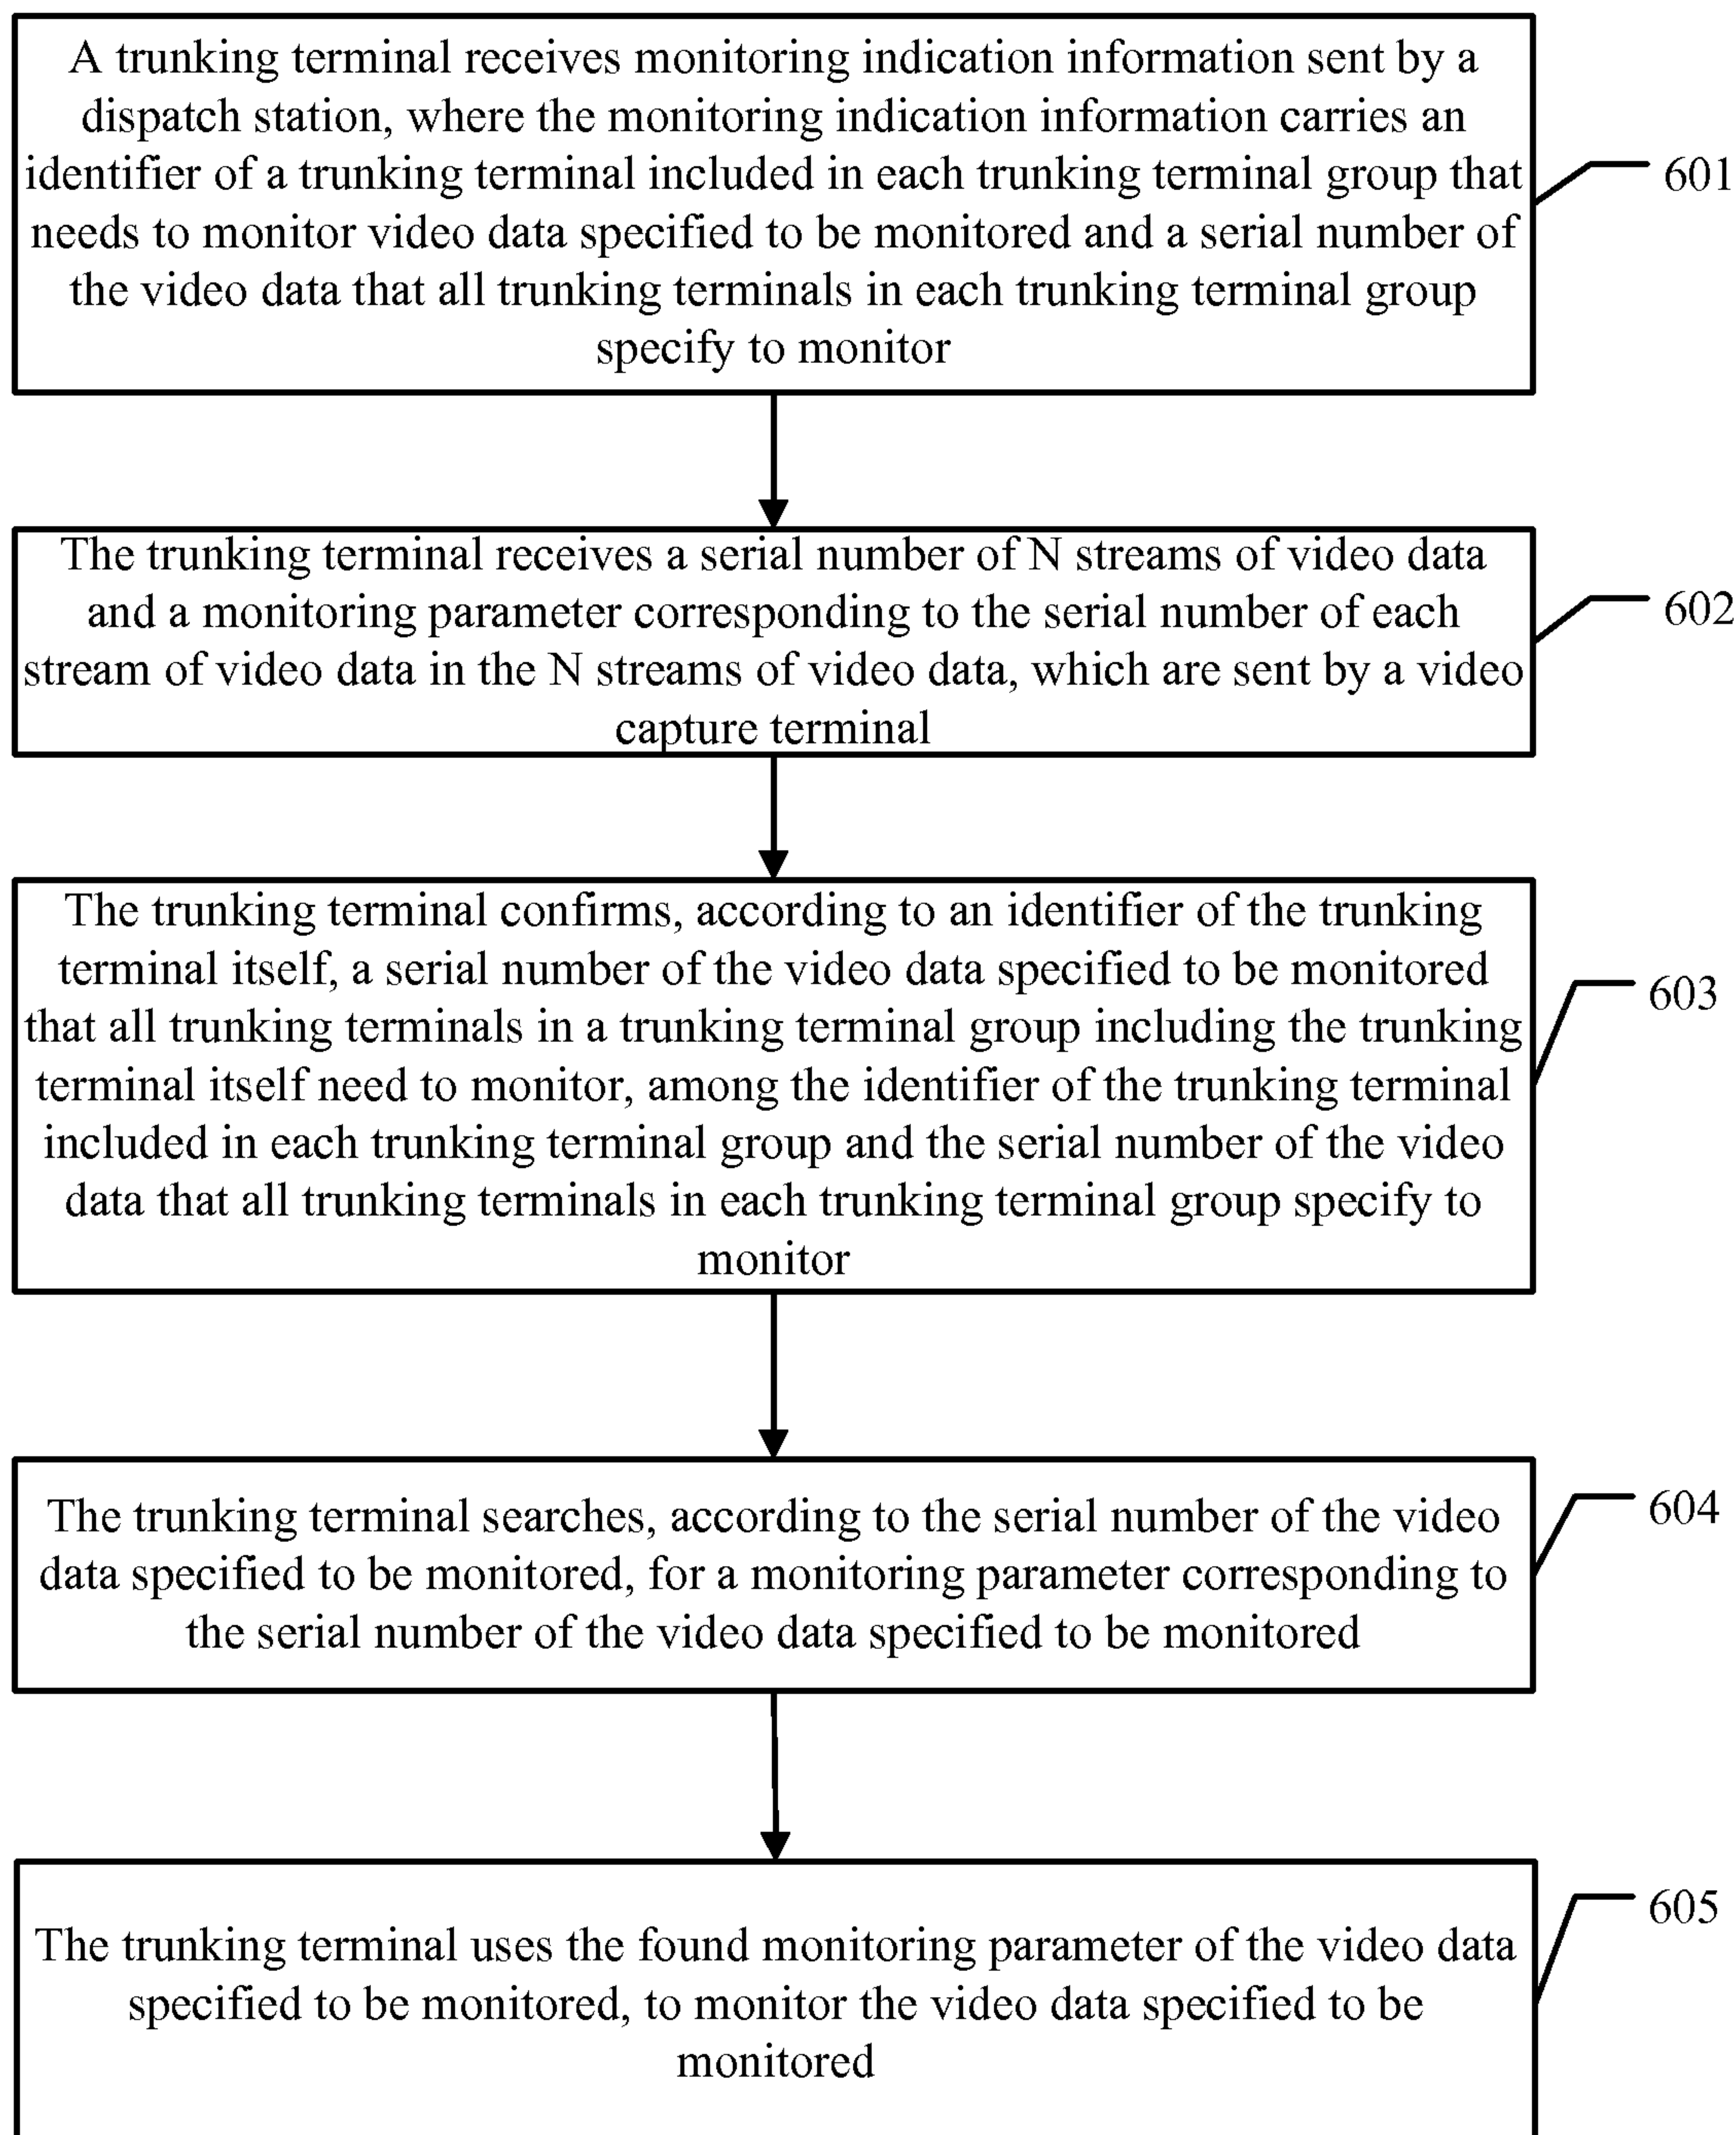 A trunking terminal receives monitoring indication information sent by a
dispatch station, where the monitoring indication information carries an
identifier of a trunking terminal included in each trunking terminal group that
needs to monitor video data specified to be monitored and a serial number of
the video data that all trunking terminals in each trunking terminal group
specify to monitor
601
The trunking terminal receives a serial number of N streams of video data
and a monitoring parameter corresponding to the serial number of each
stream of video data in the N streams of video data, which are sent by a video
capture terminal
602
The trunking terminal confirms, according to an identifier of the trunking
terminal itself, a serial number of the video data specified to be monitored
that all trunking terminals in a trunking terminal group including the trunking
terminal itself need to monitor, among the identifier of the trunking terminal
included in each trunking terminal group and the serial number of the video
data that all trunking terminals in each trunking terminal group specify to
monitor
603
The trunking terminal searches, according to the serial number of the video
data specified to be monitored, for a monitoring parameter corresponding to
the serial number of the video data specified to be monitored
604
The trunking terminal uses the found monitoring parameter of the video data
specified to be monitored, to monitor the video data specified to be
monitored
605